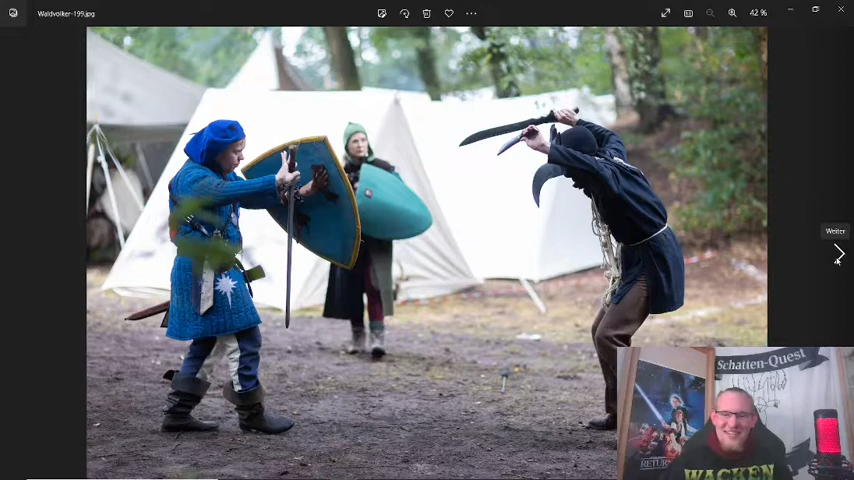 Waldvolker-199.jpg
42 %
Weiter
Schatten-Quest
RETURN
WACKEN